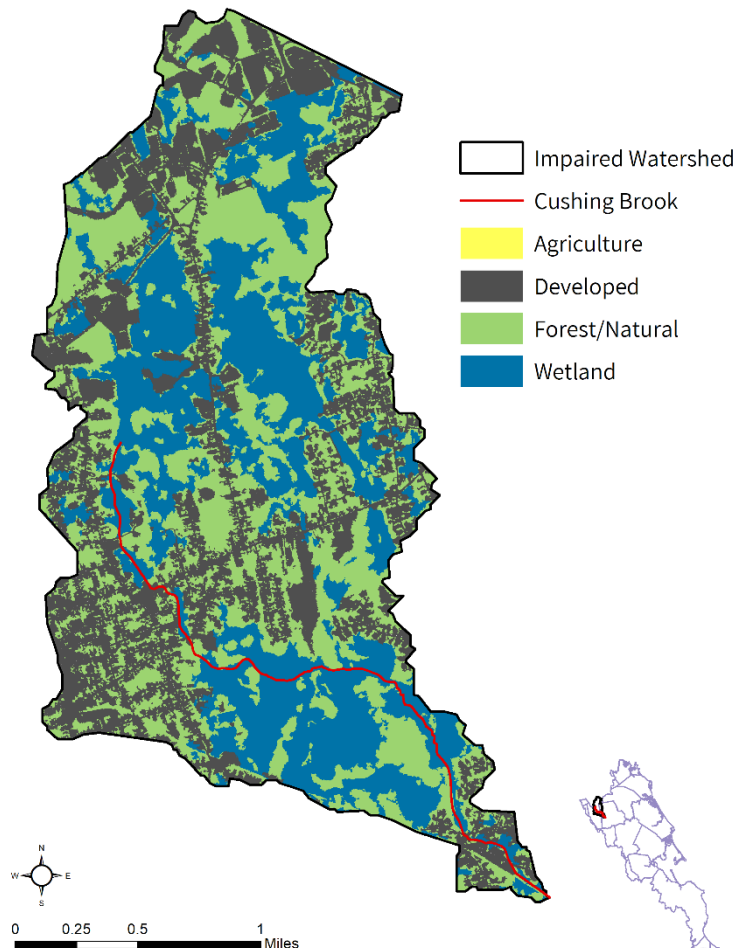 Impaired Watershed
Cushing Brook
Agriculture
Developed
Forest/Natural
Wetland
N
W E
S
0 0.25 0.5 1
Miles